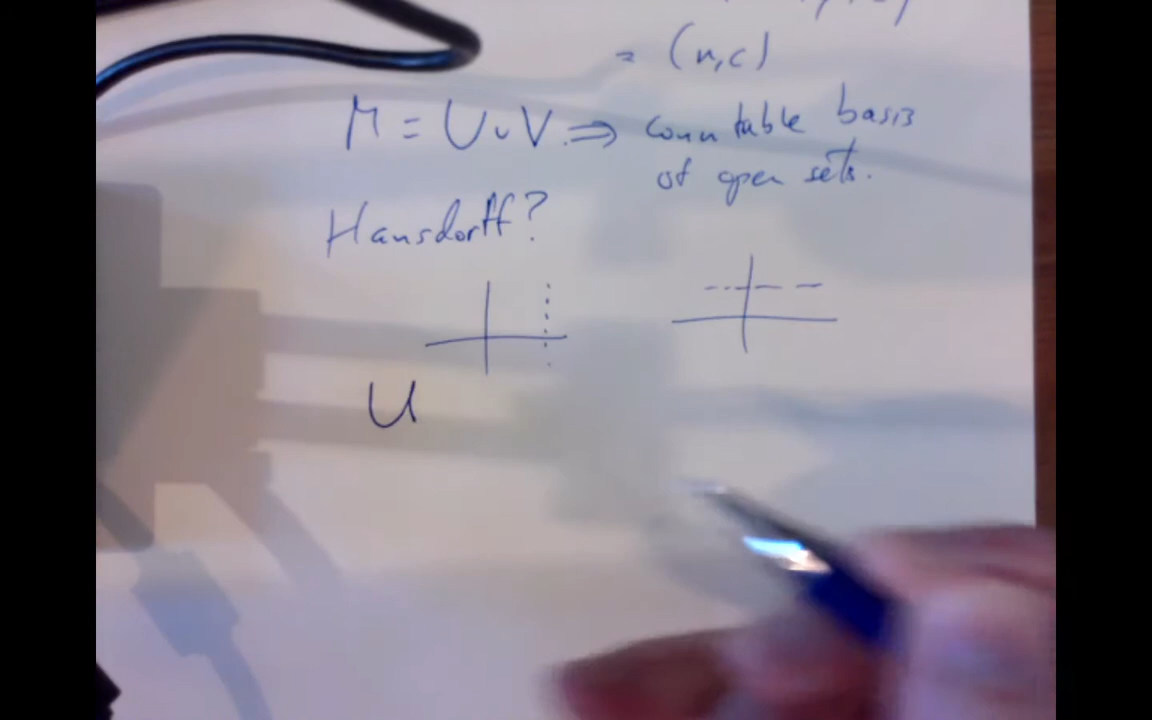 = (n,c)
M = U ∪ V. ⇒ countable basis
of open sets.
Hausdorff?
U